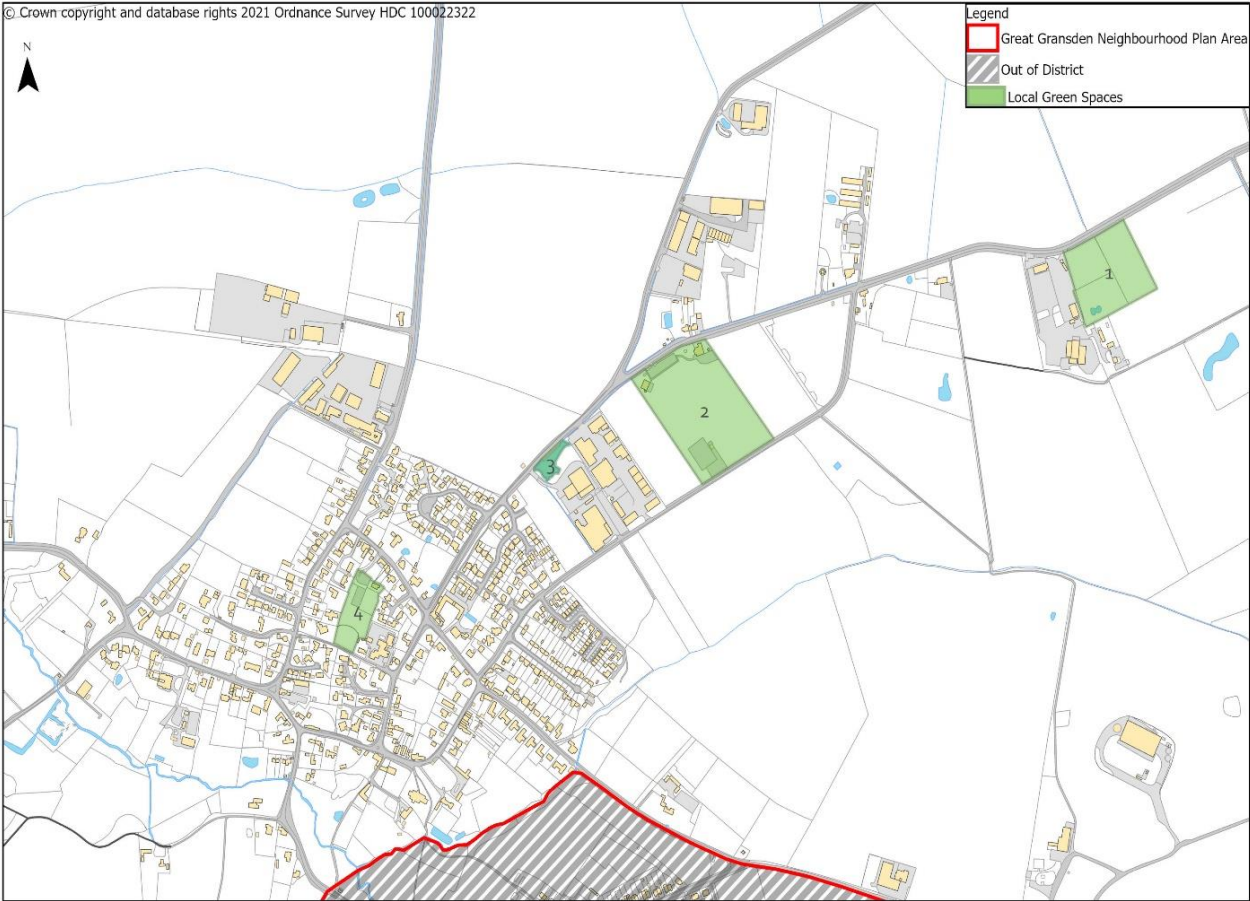 © Crown copyright and database rights 2021 Ordnance Survey HDC 100022322
Legend
Great Gransden Neighbourhood Plan Area
Out of District
Local Green Spaces
N
1
2
3
4